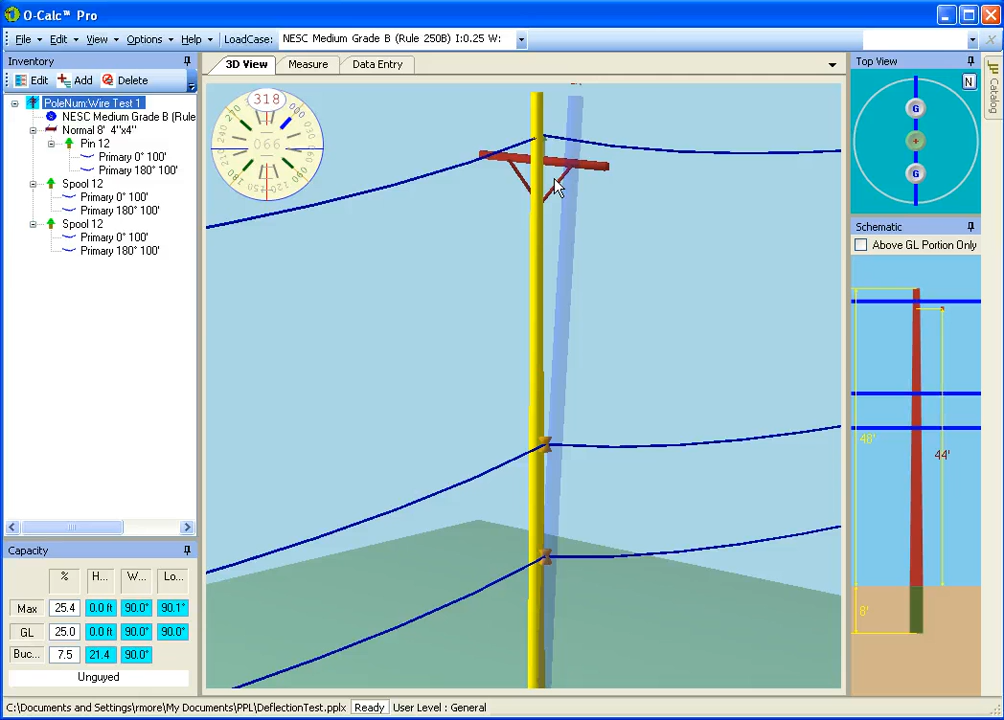 O-Calc™ Pro
File Edit View Options Help LoadCase: NESC Medium Grade B (Rule 250B) I:0.25 W:
Inventory
Edit Add Delete
PoleNum:Wire Test 1
NESC Medium Grade B (Rule
Normal 8' 4"x4"
Pin 12
Primary 0° 100'
Primary 180° 100'
Spool 12
Primary 0° 100'
Primary 180° 100'
Spool 12
Primary 0° 100'
Primary 180° 100'
Capacity
% H... W... Lo...
Max 25.4 0.0 ft 90.0° 90.1°
GL 25.0 0.0 ft 90.0° 90.0°
Buc... 7.5 21.4 90.0°
Unguyed
3D View Measure Data Entry
318
066
Top View
N
G
G
Catalog
Schematic
Above GL Portion Only
48'
44'
8'
C:\Documents and Settings\rmore\My Documents\PPL\DeflectionTest.pplx Ready User Level : General